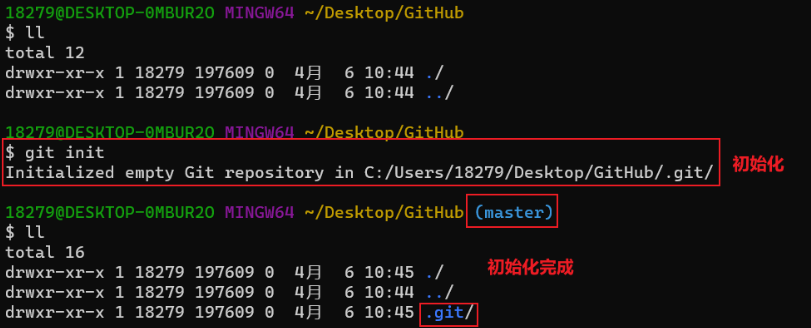 18279@DESKTOP-0MBUR2O MINGW64 ~/Desktop/GitHub
$ ll
total 12
drwxr-xr-x 1 18279 197609 0  4月   6 10:44 ./
drwxr-xr-x 1 18279 197609 0  4月   6 10:44 ../
18279@DESKTOP-0MBUR2O MINGW64 ~/Desktop/GitHub
$ git init
Initialized empty Git repository in C:/Users/18279/Desktop/GitHub/.git/
初始化
18279@DESKTOP-0MBUR2O MINGW64 ~/Desktop/GitHub (master)
$ ll
total 16
drwxr-xr-x 1 18279 197609 0  4月   6 10:45 ./
初始化完成
drwxr-xr-x 1 18279 197609 0  4月   6 10:44 ../
drwxr-xr-x 1 18279 197609 0  4月   6 10:45 .git/